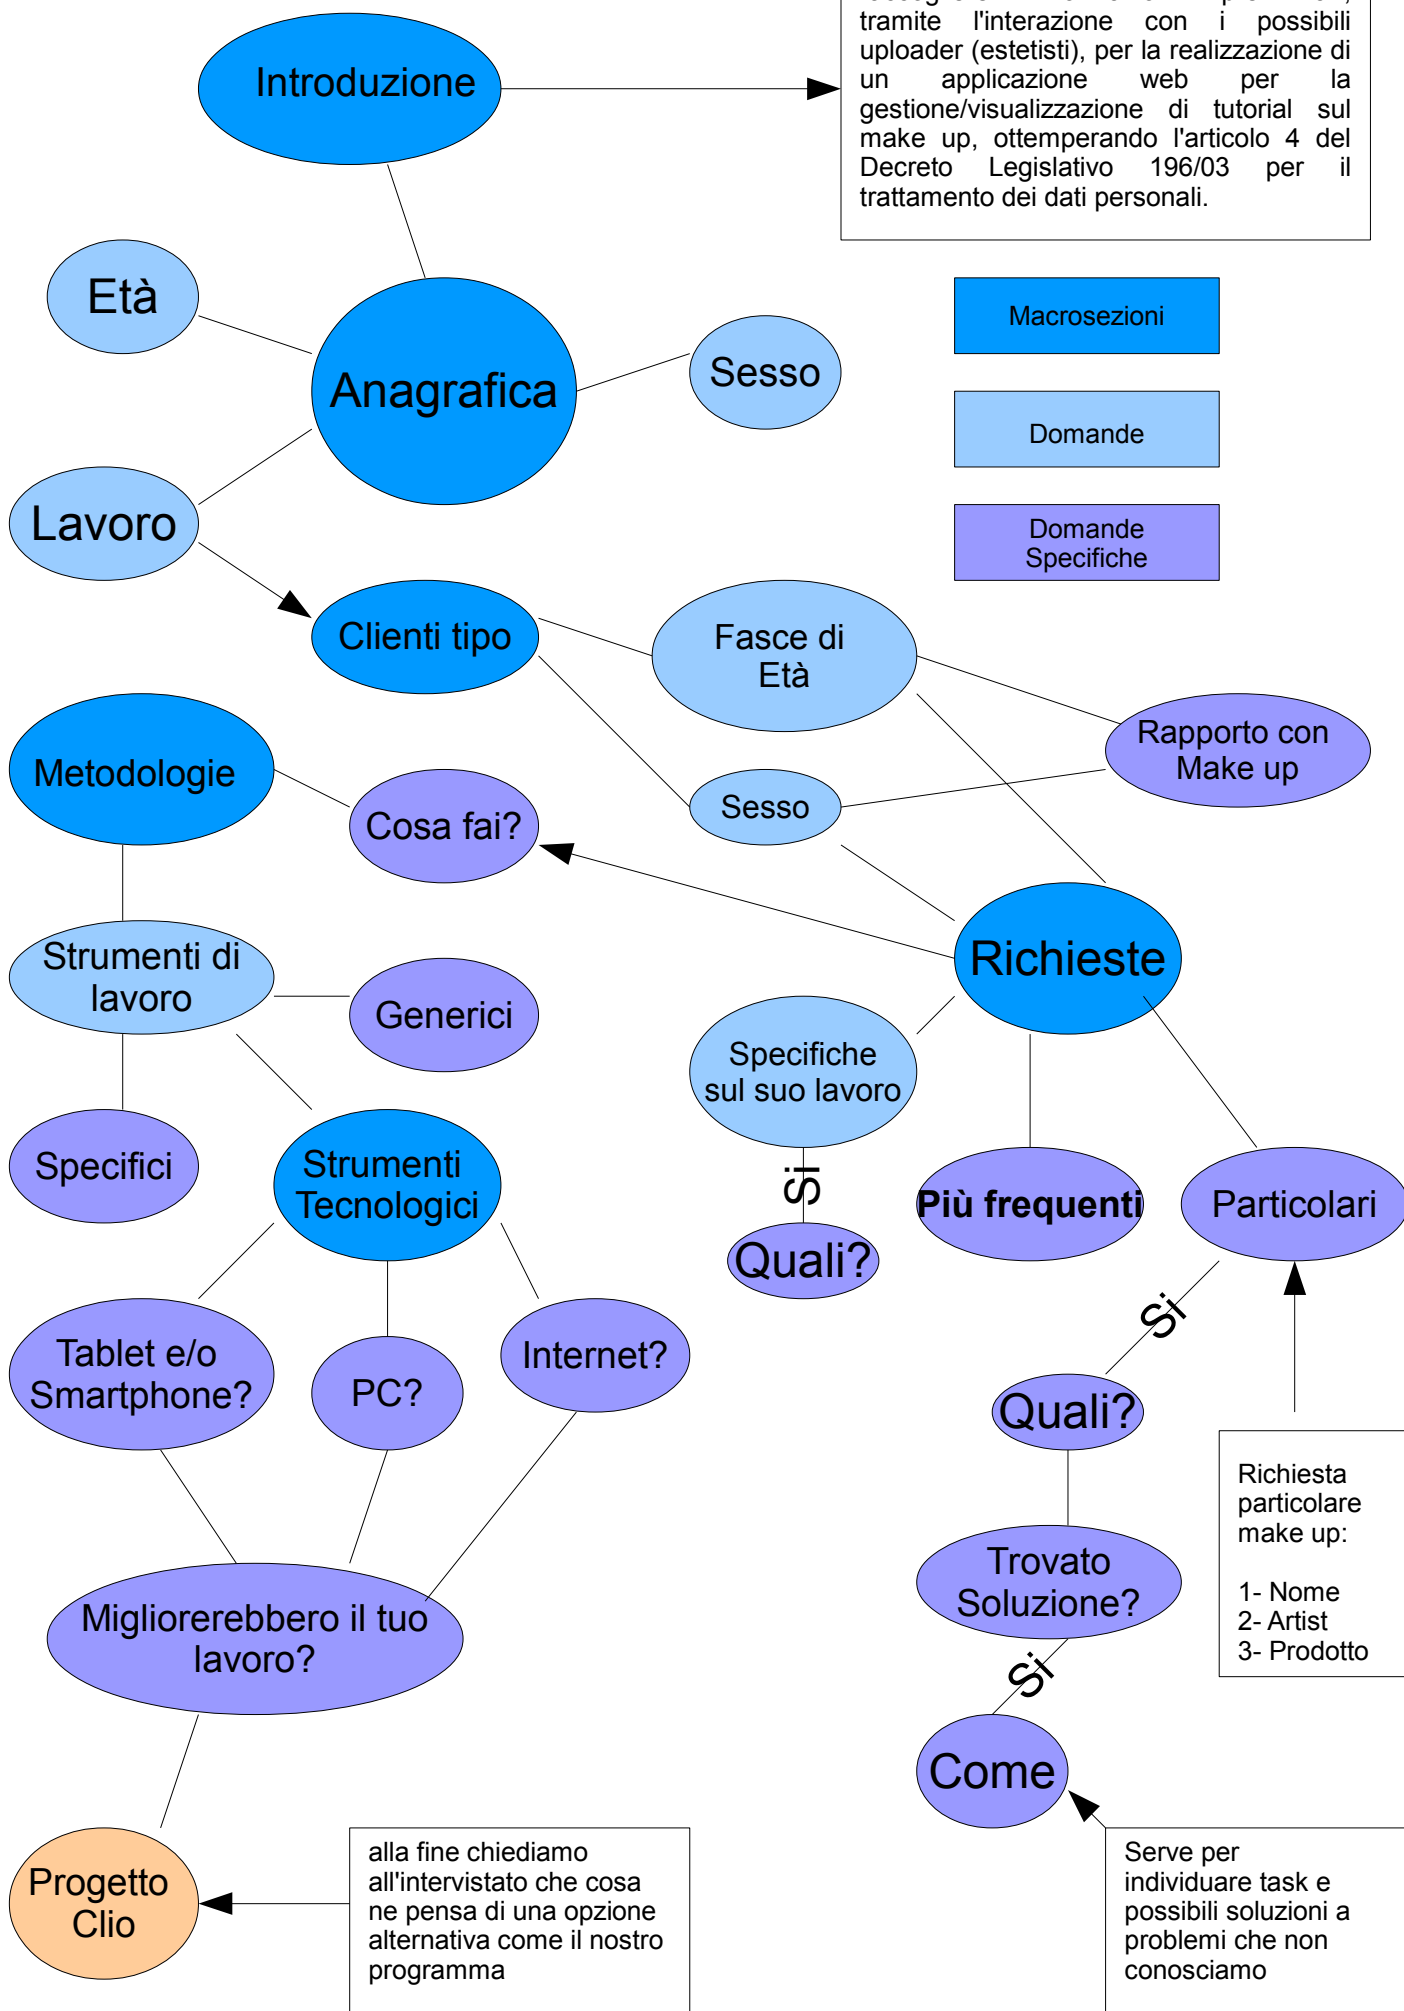 tramite l'interazione con i possibili
uploader (estetisti), per la realizzazione di
un applicazione web per la
gestione/visualizzazione di tutorial sul
make up, ottemperando l'articolo 4 del
Decreto Legislativo 196/03 per il
trattamento dei dati personali.
Introduzione
Età
Anagrafica
Sesso
Lavoro
Macrosezioni
Domande
Domande
Specifiche
Clienti tipo
Fasce di
Età
Sesso
Rapporto con
Make up
Metodologie
Cosa fai?
Richieste
Strumenti di
lavoro
Generici
Specifici
Strumenti
Tecnologici
Specifiche
sul suo lavoro
Si
Quali?
Più frequenti
Particolari
Si
Quali?
Tablet e/o
Smartphone?
PC?
Internet?
Richiesta
particolare
make up:
1- Nome
2- Artist
3- Prodotto
Trovato
Soluzione?
Si
Come
Migliorerebbero il tuo
lavoro?
Progetto
Clio
alla fine chiediamo
all'intervistato che cosa
ne pensa di una opzione
alternativa come il nostro
programma
Serve per
individuare task e
possibili soluzioni a
problemi che non
conosciamo